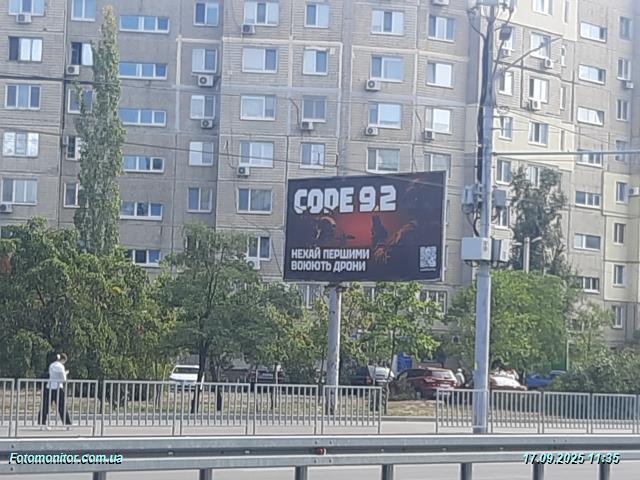 CODE 9.2
НЕХАЙ ПЕРШИМИ
ВОЮЮТЬ ДРОНИ
Fotomonitor.com.ua
17.09.2025 11:35